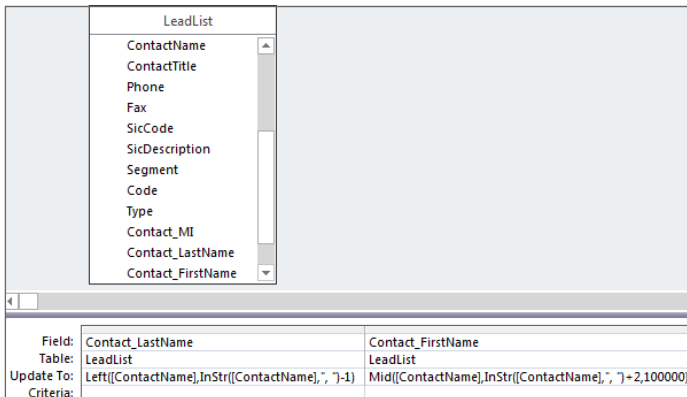 LeadList
ContactName
ContactTitle
Phone
Fax
SicCode
SicDescription
Segment
Code
Type
Contact_MI
Contact_LastName
Contact_FirstName
Field: Contact_LastName Contact_FirstName
Table: LeadList LeadList
Update To: Left([ContactName],InStr([ContactName],", ")-1) Mid([ContactName],InStr([ContactName],", ")+2,100000)
Criteria: